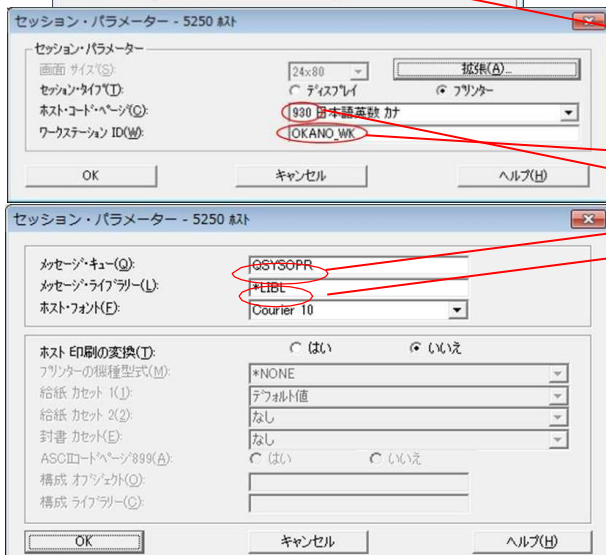 セッション・パラメーター - 5250 ホスト
セッション・パラメーター
画面 サイズ(S): 24x80 拡張(A)...
セッション・タイプ(T): ディスプレイ プリンター
ホスト・コード・ページ(C): 930 日本語英数 カナ
ワークステーション ID(W): OKANO_WK
OK キャンセル ヘルプ(H)
セッション・パラメーター - 5250 ホスト
メッセージ・キュー(Q): QSYSOPR
メッセージ・ライブラリー(L): *LIBL
ホスト・フォント(F): Courier 10
ホスト 印刷の変換(T): はい いいえ
プリンターの機種型式(M): *NONE
給紙 カセット 1(1): デフォルト値
給紙 カセット 2(2): なし
封書 カセット(E): なし
ASCIIコード・ページ899(A): はい いいえ
構成 オブジェクト(O):
構成 ライブラリー(C):
OK キャンセル ヘルプ(H)